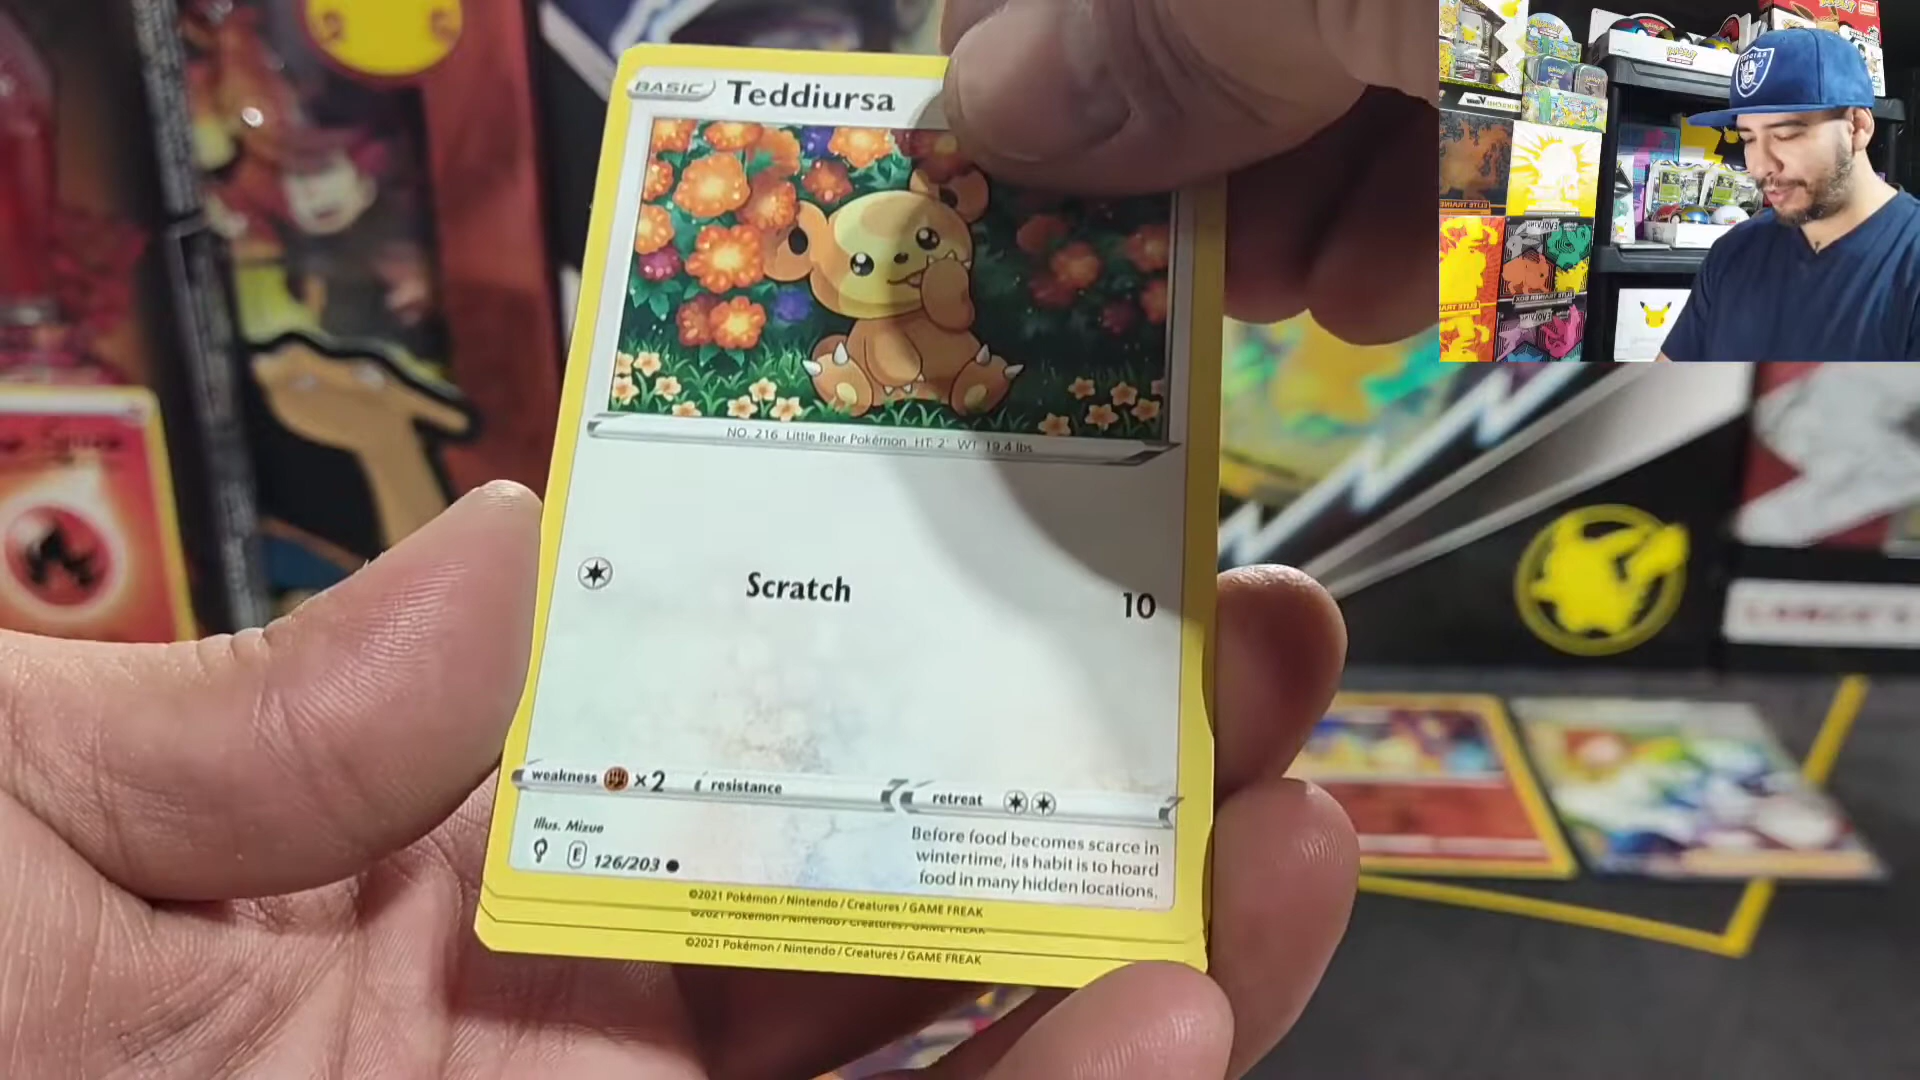 BASIC Teddiursa
NO. 216 Little Bear Pokémon HT: 2' WT: 19.4 lbs.
Scratch 10
weakness ×2 resistance retreat
Illus. Mizue
E 126/203
Before food becomes scarce in
wintertime, its habit is to hoard
food in many hidden locations.
©2021 Pokémon / Nintendo / Creatures / GAME FREAK
©2021 Pokémon / Nintendo / Creatures / GAME FREAK
©2021 Pokémon / Nintendo / Creatures / GAME FREAK
RAIDERS